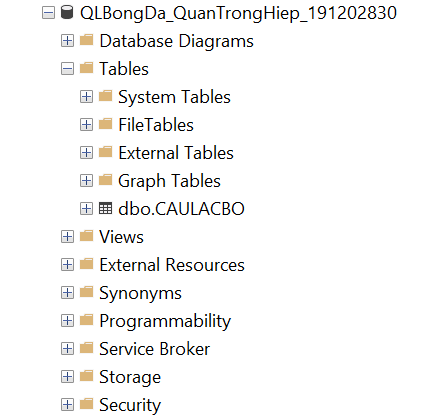 QLBongDa_QuanTrongHiep_191202830
Database Diagrams
Tables
System Tables
FileTables
External Tables
Graph Tables
dbo.CAULACBO
Views
External Resources
Synonyms
Programmability
Service Broker
Storage
Security